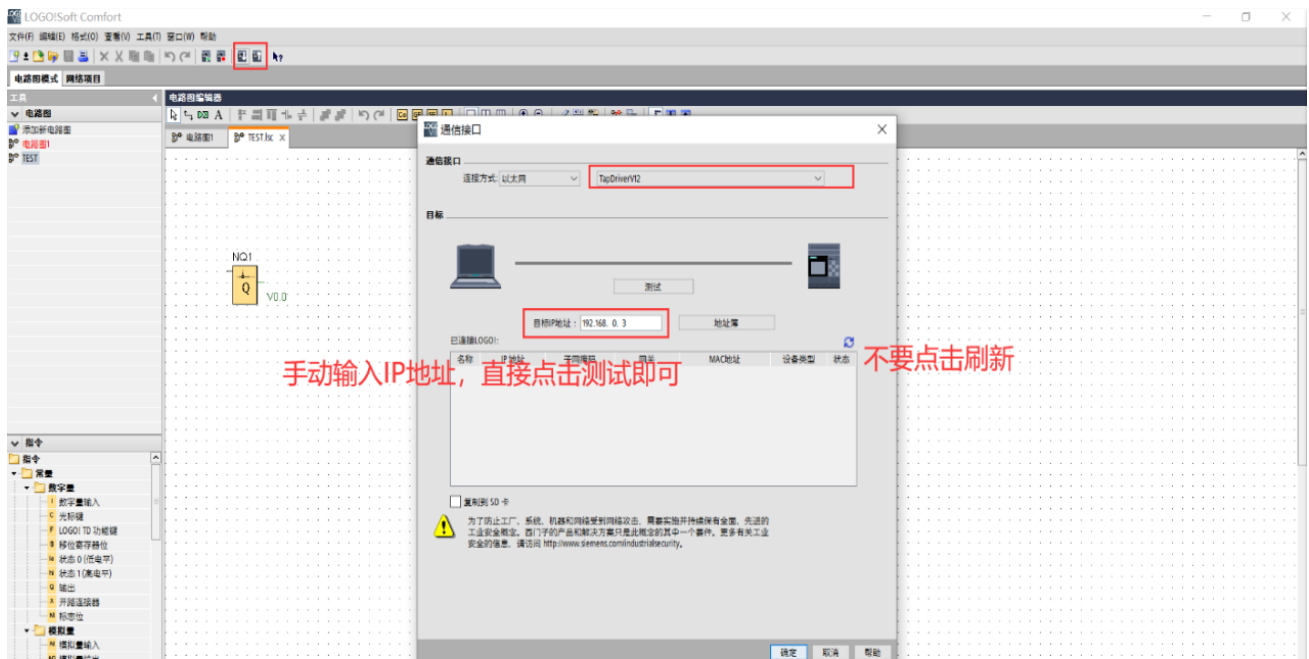 LOGO!Soft Comfort
文件(F) 编辑(E) 格式(O) 查看(V) 工具(T) 窗口(W) 帮助
电路图模式 网络项目
工具
电路图编辑器
电路图
添加新电路图
电路图1
TEST
电路图1 TEST.lsc X
NQ1
Q
V0.0
通信接口
通信接口
连接方式: 以太网 TapDriverV12
目标
测试
目标IP地址: 192.168. 0. 3 地址簿
已连接LOGO!:
名称 IP 地址 子网掩码 网关 MAC地址 设备类型 状态
手动输入IP地址，直接点击测试即可
不要点击刷新
复制到 SD 卡
为了防止工厂、系统、机器和网络受到网络攻击，需要实施并持续保有全面、先进的
工业安全概念。西门子的产品和解决方案只是此概念的其中一个要件。更多有关工业
安全的信息，请访问 http://www.siemens.com/industrialsecurity。
确定 取消 帮助
指令
指令
常量
数字量
I 数字量输入
C 光标键
F LOGO! TD 功能键
S 移位寄存器位
lo 状态 0 (低电平)
hi 状态 1 (高电平)
Q 输出
X 开路连接器
M 标志位
模拟量
AI 模拟量输入